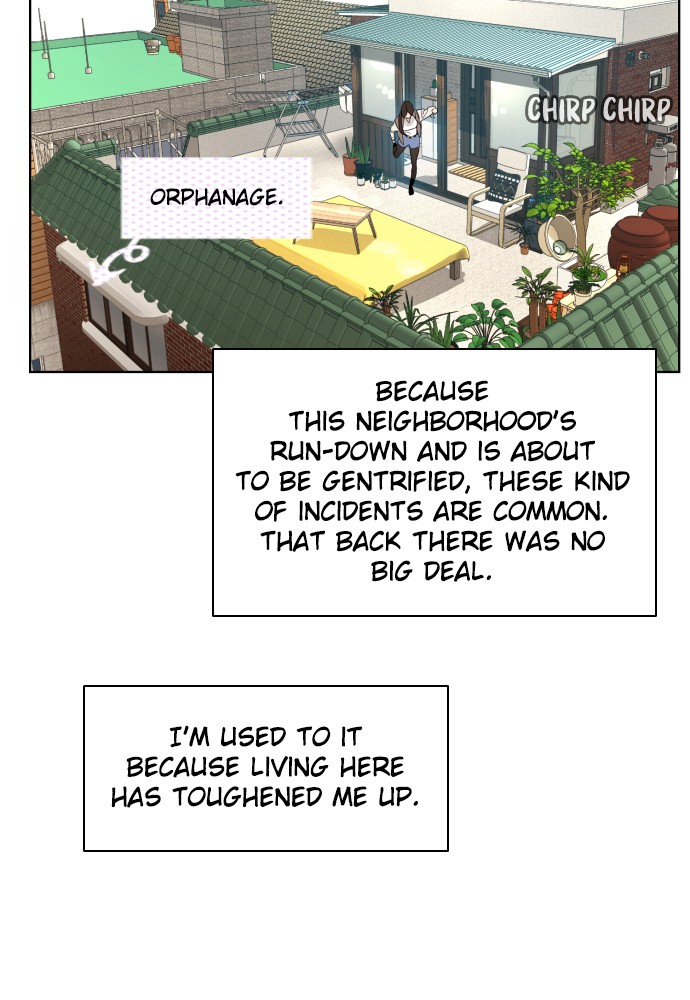 CHIRP CHIRP
ORPHANAGE.
BECAUSE
THIS NEIGHBORHOOD'S
RUN-DOWN AND IS ABOUT
TO BE GENTRIFIED, THESE KIND
OF INCIDENTS ARE COMMON.
THAT BACK THERE WAS NO
BIG DEAL.
I'M USED TO IT
BECAUSE LIVING HERE
HAS TOUGHENED ME UP.